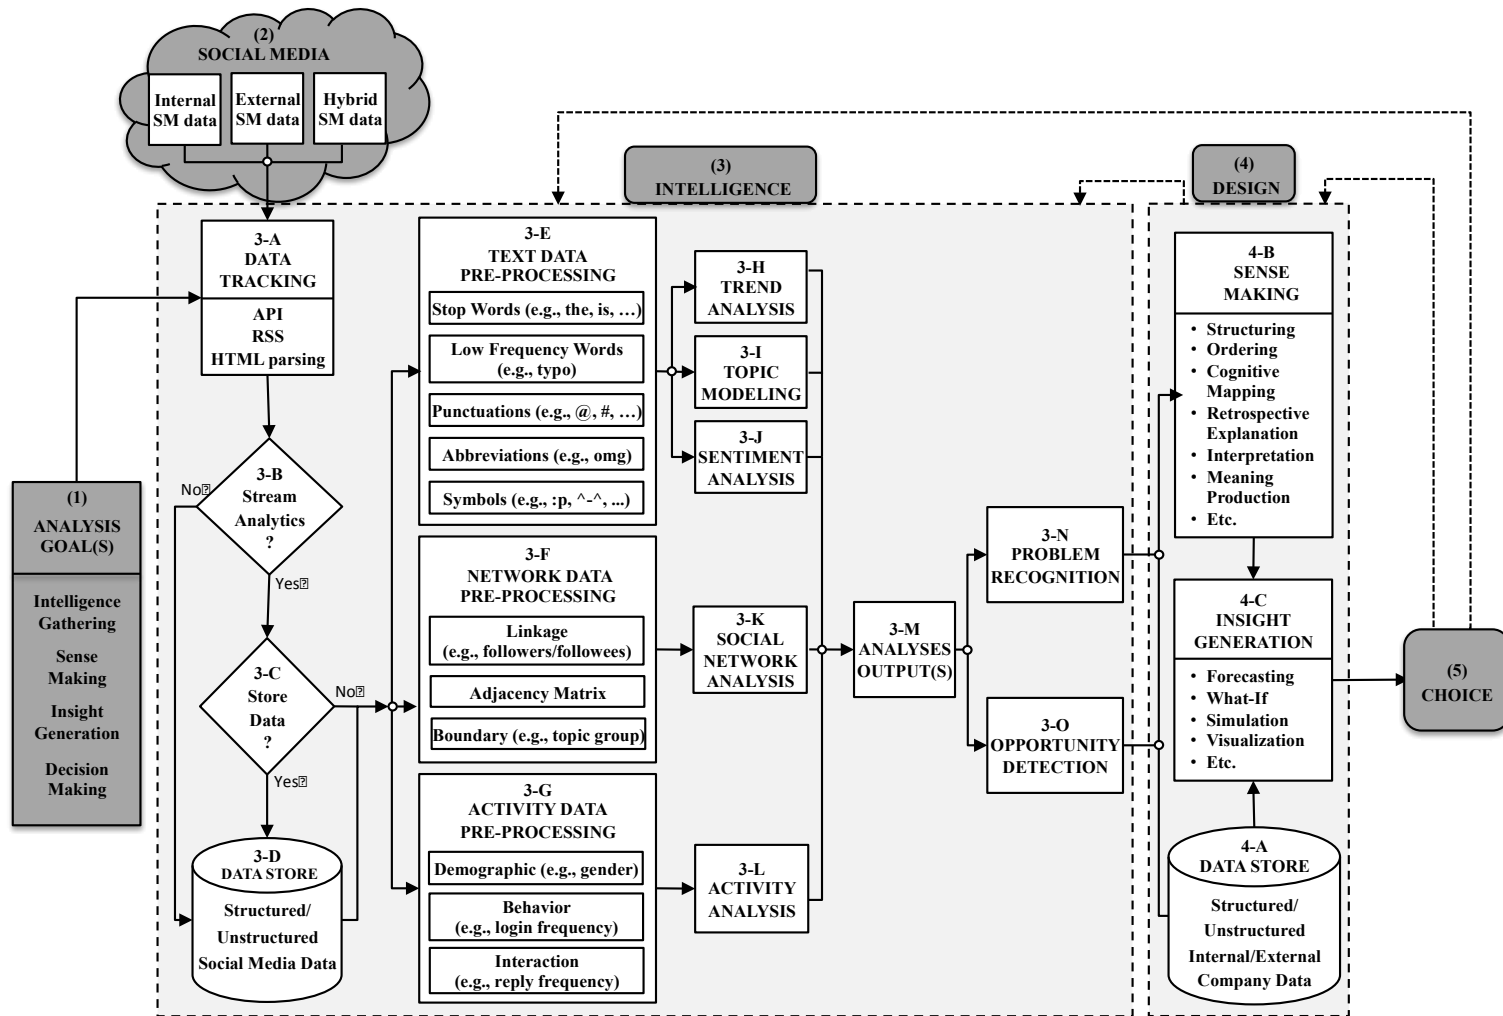 (2)
SOCIAL MEDIA
Internal
SM data
External
SM data
Hybrid
SM data
(3)
INTELLIGENCE
(4)
DESIGN
(1)
ANALYSIS
GOAL(S)
Intelligence
Gathering
Sense
Making
Insight
Generation
Decision
Making
3-A
DATA
TRACKING
API
RSS
HTML parsing
3-B
Stream
Analytics
?
No
Yes
3-C
Store
Data
?
No
Yes
3-D
DATA STORE
Structured/
Unstructured
Social Media Data
3-E
TEXT DATA
PRE-PROCESSING
Stop Words (e.g., the, is, …)
Low Frequency Words
(e.g., typo)
Punctuations (e.g., @, #, …)
Abbreviations (e.g., omg)
Symbols (e.g., :p, ^-^, ...)
3-F
NETWORK DATA
PRE-PROCESSING
Linkage
(e.g., followers/followees)
Adjacency Matrix
Boundary (e.g., topic group)
3-G
ACTIVITY DATA
PRE-PROCESSING
Demographic (e.g., gender)
Behavior
(e.g., login frequency)
Interaction
(e.g., reply frequency)
3-H
TREND
ANALYSIS
3-I
TOPIC
MODELING
3-J
SENTIMENT
ANALYSIS
3-K
SOCIAL
NETWORK
ANALYSIS
3-L
ACTIVITY
ANALYSIS
3-M
ANALYSES
OUTPUT(S)
3-N
PROBLEM
RECOGNITION
3-O
OPPORTUNITY
DETECTION
4-B
SENSE
MAKING
• Structuring
• Ordering
• Cognitive
Mapping
• Retrospective
Explanation
• Interpretation
• Meaning
Production
• Etc.
4-C
INSIGHT
GENERATION
• Forecasting
• What-If
• Simulation
• Visualization
• Etc.
4-A
DATA STORE
Structured/
Unstructured
Internal/External
Company Data
(5)
CHOICE